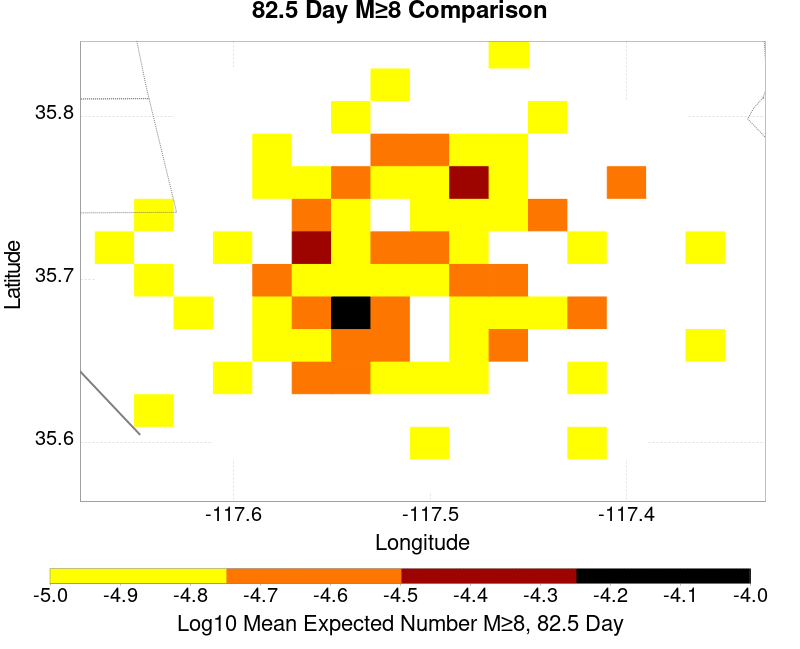 82.5 Day M≥8 Comparison
35.8
35.7
35.6
Latitude
-117.6 -117.5 -117.4
Longitude
-5.0 -4.9 -4.8 -4.7 -4.6 -4.5 -4.4 -4.3 -4.2 -4.1 -4.0
Log10 Mean Expected Number M≥8, 82.5 Day